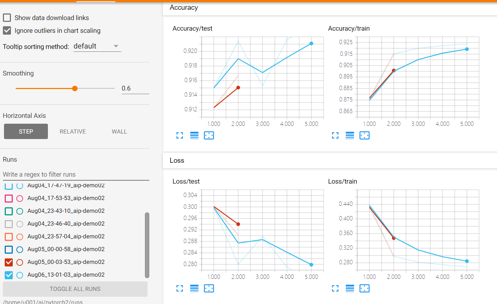 Show data download links
Ignore outliers in chart scaling
Tooltip sorting method: default
Smoothing
0.6
Horizontal Axis
STEP RELATIVE WALL
Runs
Write a regex to filter runs
Aug04_17-47-19_aip-demo02
Aug04_17-53-53_aip-demo02
Aug04_23-43-10_aip-demo02
Aug04_23-46-40_aip-demo02
Aug04_23-57-04_aip-demo02
Aug05_00-00-58_aip-demo02
Aug05_00-03-53_aip-demo02
Aug06_13-01-03_aip-demo02
TOGGLE ALL RUNS
Accuracy
Accuracy/test
0.920
0.918
0.916
0.914
0.912
1.000 2.000 3.000 4.000 5.000
Accuracy/train
0.925
0.915
0.905
0.895
0.885
0.875
0.865
1.000 2.000 3.000 4.000 5.000
Loss
Loss/test
0.304
0.300
0.296
0.292
0.288
0.284
0.280
1.000 2.000 3.000 4.000 5.000
Loss/train
0.440
0.400
0.360
0.320
0.280
1.000 2.000 3.000 4.000 5.000